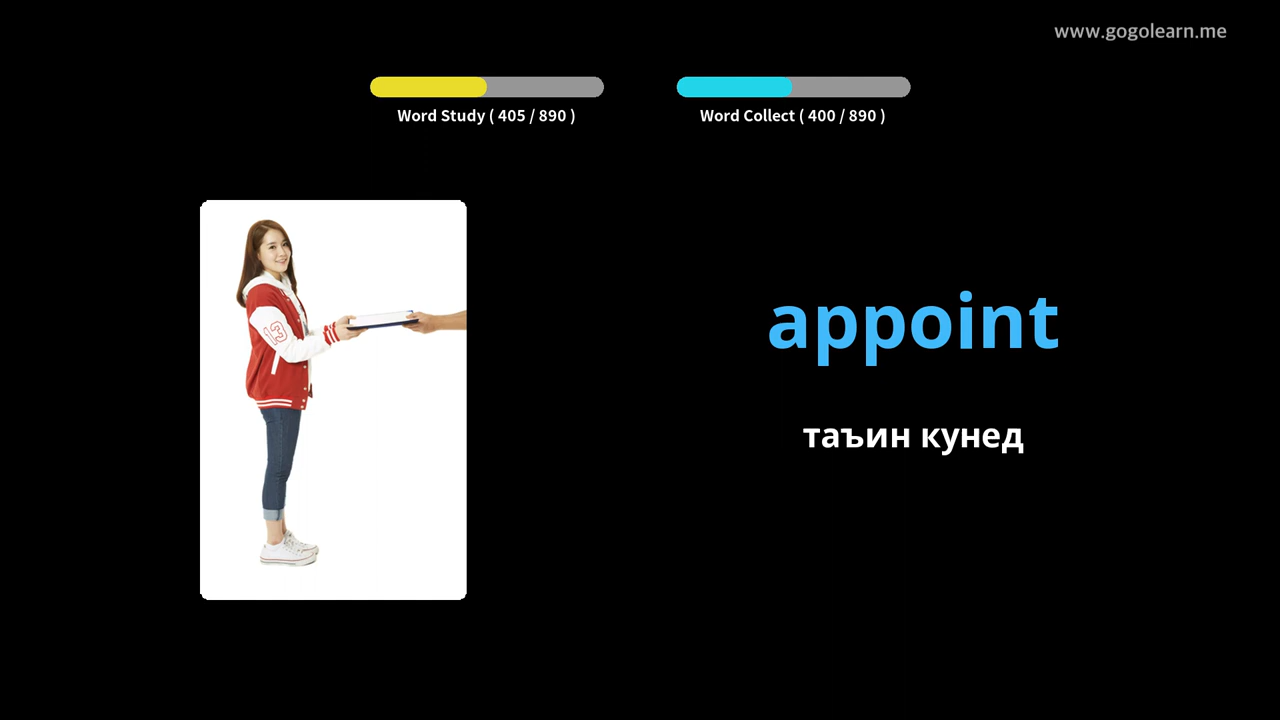 www.gogolearn.me
Word Study ( 405 / 890 )
Word Collect ( 400 / 890 )
13
appoint
таъин кунед